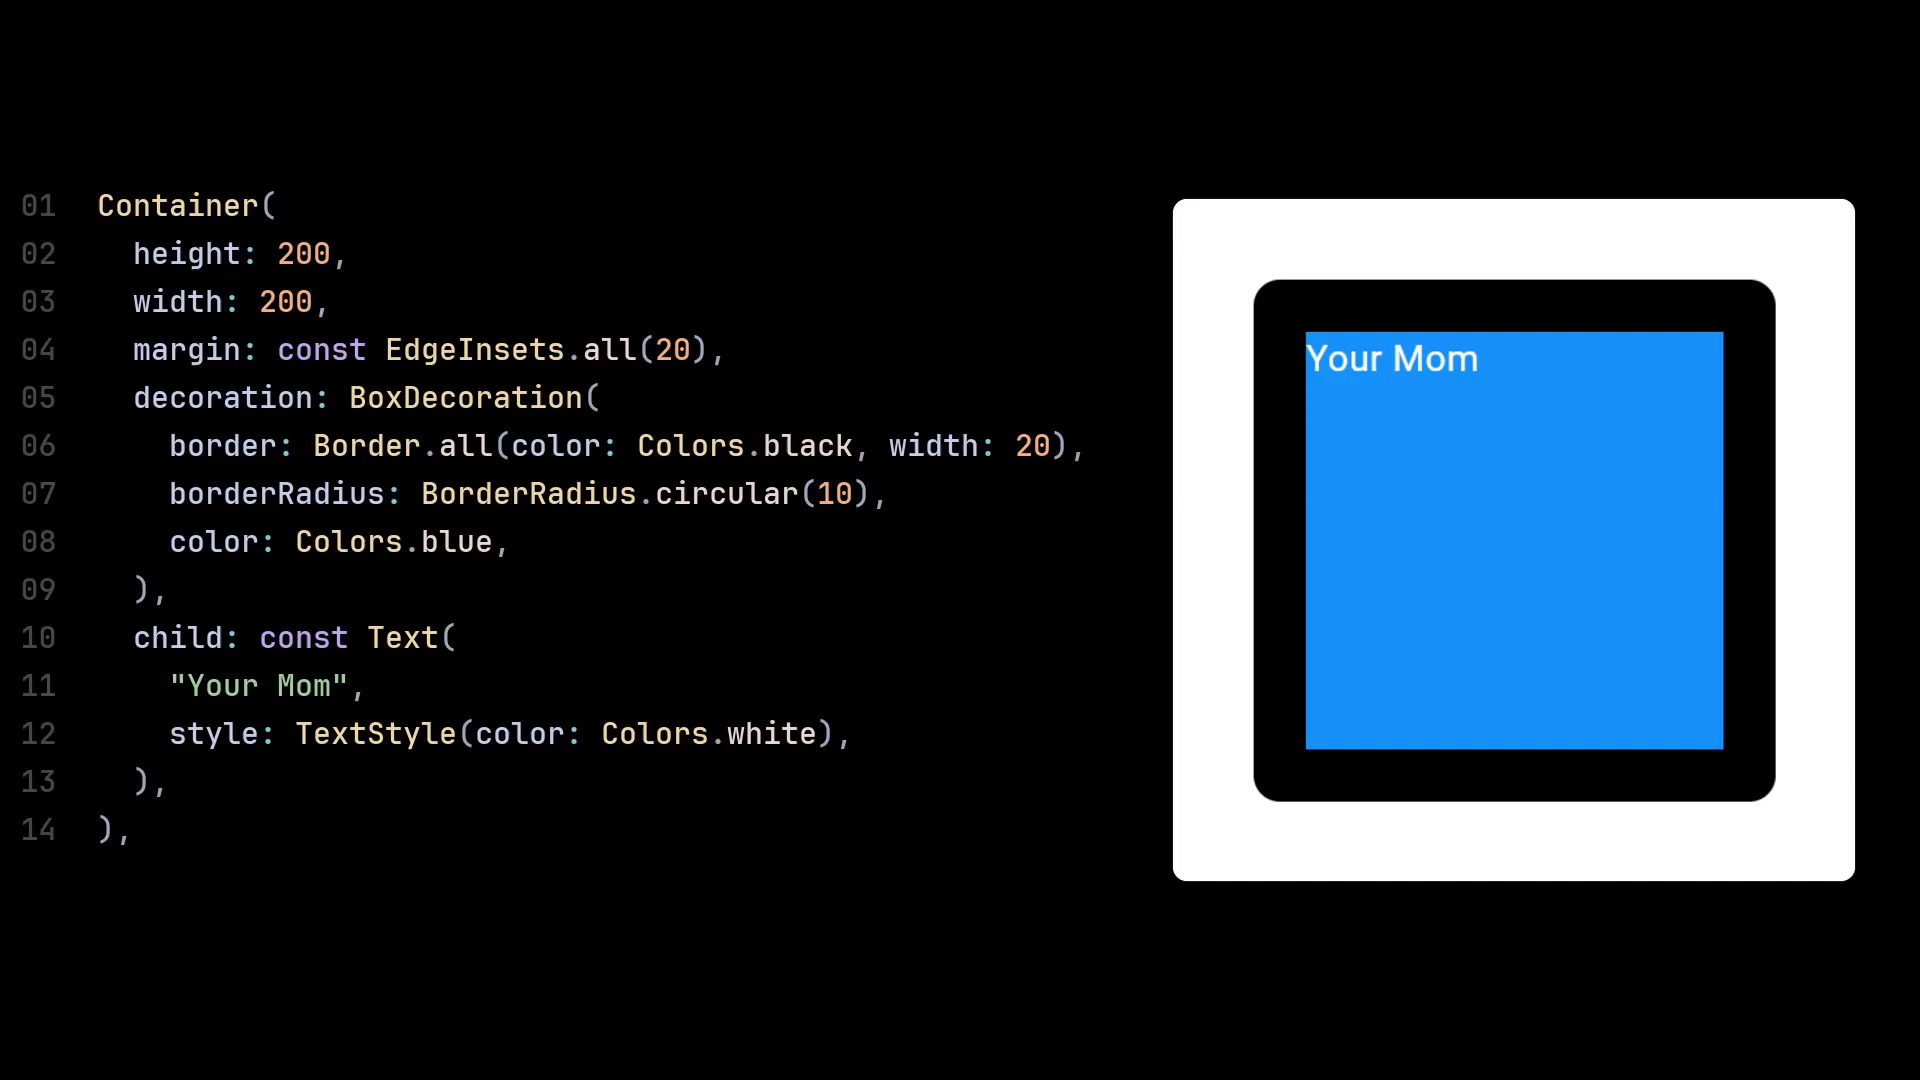 01 Container(
02   height: 200,
03   width: 200,
04   margin: const EdgeInsets.all(20),
05   decoration: BoxDecoration(
06     border: Border.all(color: Colors.black, width: 20),
07     borderRadius: BorderRadius.circular(10),
08     color: Colors.blue,
09   ),
10   child: const Text(
11     "Your Mom",
12     style: TextStyle(color: Colors.white),
13   ),
14 ),
Your Mom